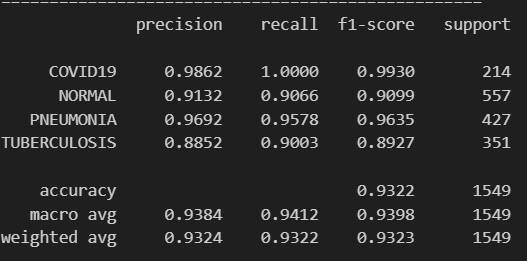 precision recall f1-score support
COVID19 0.9862 1.0000 0.9930 214
NORMAL 0.9132 0.9066 0.9099 557
PNEUMONIA 0.9692 0.9578 0.9635 427
TUBERCULOSIS 0.8852 0.9003 0.8927 351
accuracy 0.9322 1549
macro avg 0.9384 0.9412 0.9398 1549
weighted avg 0.9324 0.9322 0.9323 1549